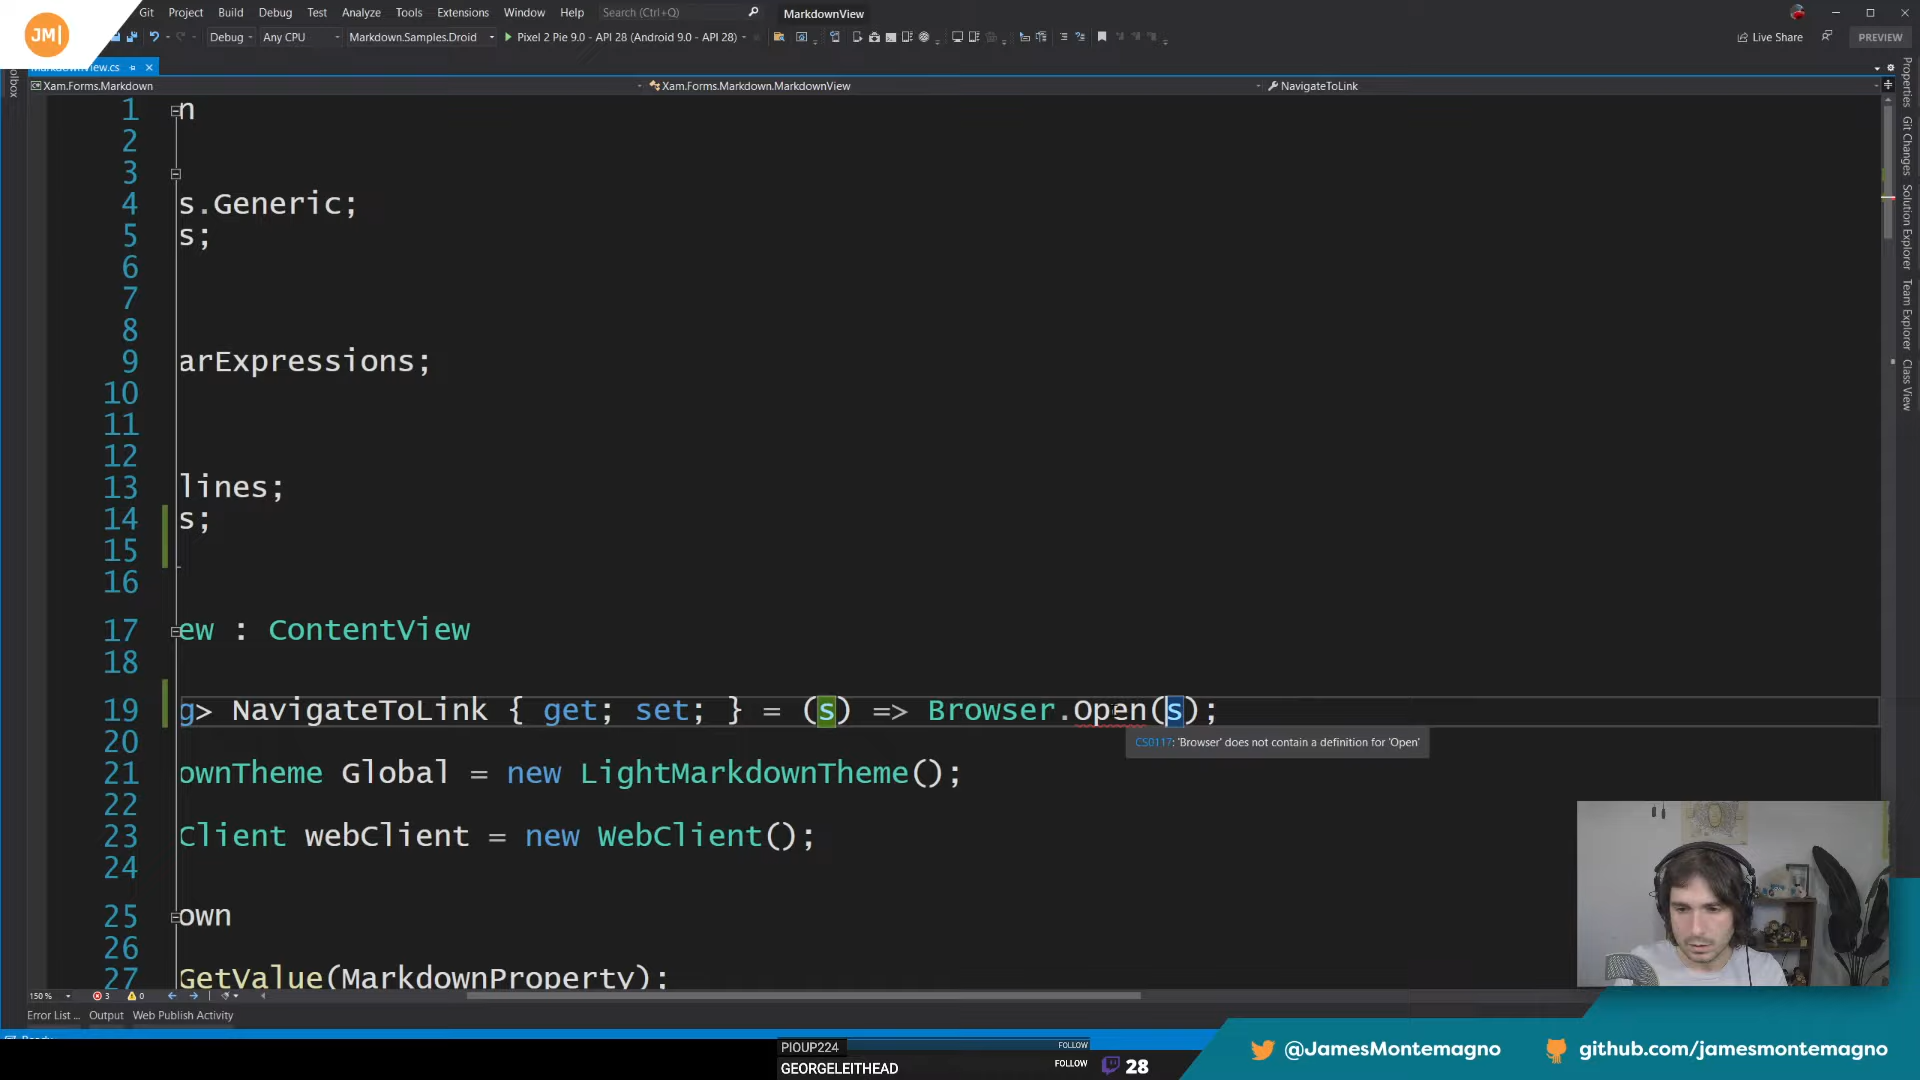 JM|
Git Project Build Debug Test Analyze Tools Extensions Window Help Search (Ctrl+Q) MarkdownView
Debug Any CPU Markdown.Samples.Droid Pixel 2 Pie 9.0 - API 28 (Android 9.0 - API 28) Live Share PREVIEW
MarkdownView.cs
Xam.Forms.Markdown Xam.Forms.Markdown.MarkdownView NavigateToLink
1 n
2
3
4 s.Generic;
5 s;
6
7
8
9 arExpressions;
10
11
12
13 lines;
14 s;
15
16
17 ew : ContentView
18
19 g> NavigateToLink { get; set; } = (s) => Browser.Open(s);
CS0117: 'Browser' does not contain a definition for 'Open'
20
21 ownTheme Global = new LightMarkdownTheme();
22
23 Client webClient = new WebClient();
24
25 own
26
27 GetValue(MarkdownProperty);
150 % 3 0
Error List ... Output Web Publish Activity
Properties
Git Changes
Solution Explorer
Team Explorer
Class View
PIOUP224 FOLLOW
GEORGELEITHEAD FOLLOW
28
@JamesMontemagno
github.com/jamesmontemagno